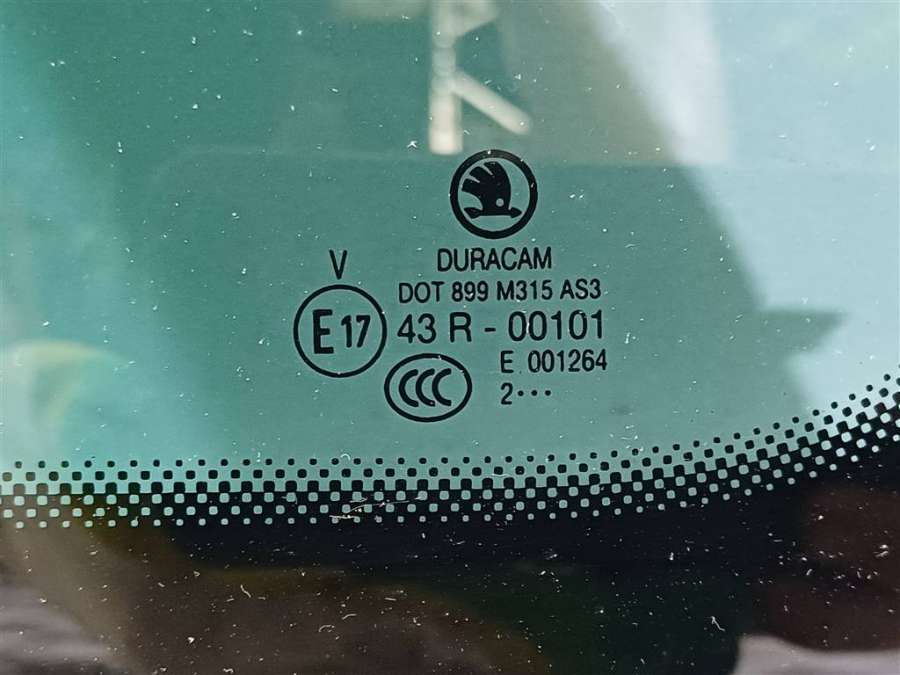 DURACAM
V
DOT 899 M315 AS3
E17 43 R - 00101
E 001264
CCC
2•••